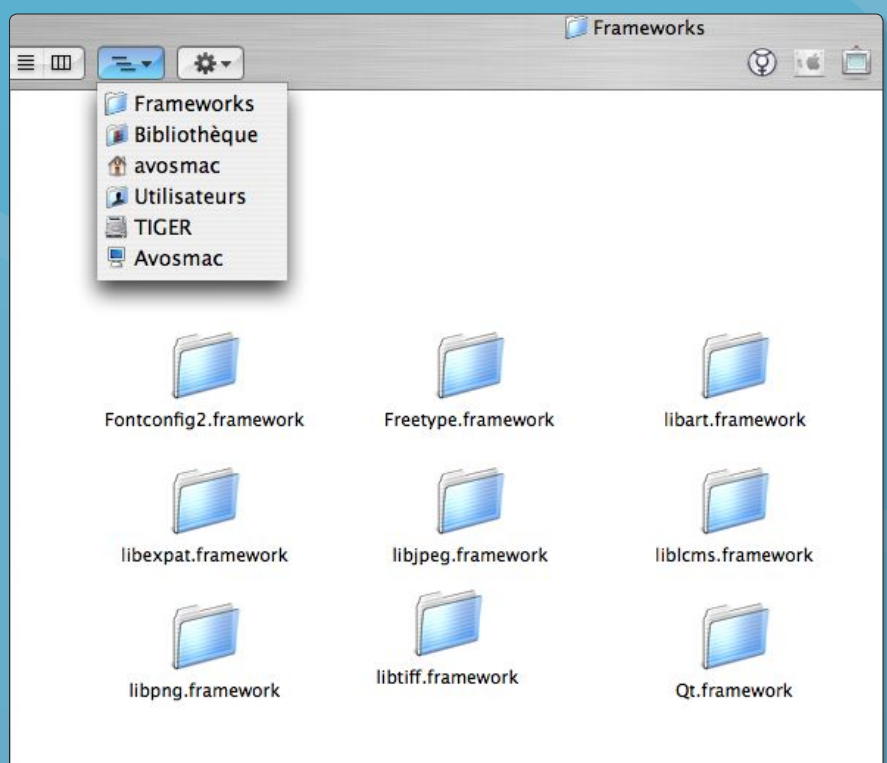 Frameworks
Frameworks
Bibliothèque
avosmac
Utilisateurs
TIGER
Avosmac
Fontconfig2.framework
Freetype.framework
libart.framework
libexpat.framework
libjpeg.framework
liblcms.framework
libpng.framework
libtiff.framework
Qt.framework